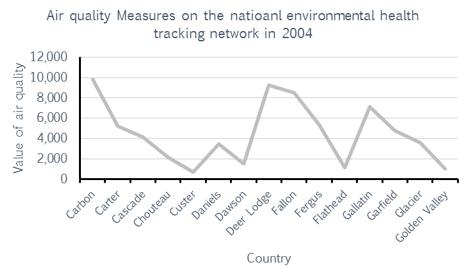 Air quality Measures on the natioanl environmental health
tracking network in 2004
Value of air quality
12,000
10,000
8,000
6,000
4,000
2,000
0
Carbon
Carter
Cascade
Chouteau
Custer
Daniels
Dawson
Deer Lodge
Fallon
Fergus
Flathead
Gallatin
Garfield
Glacier
Golden Valley
Country